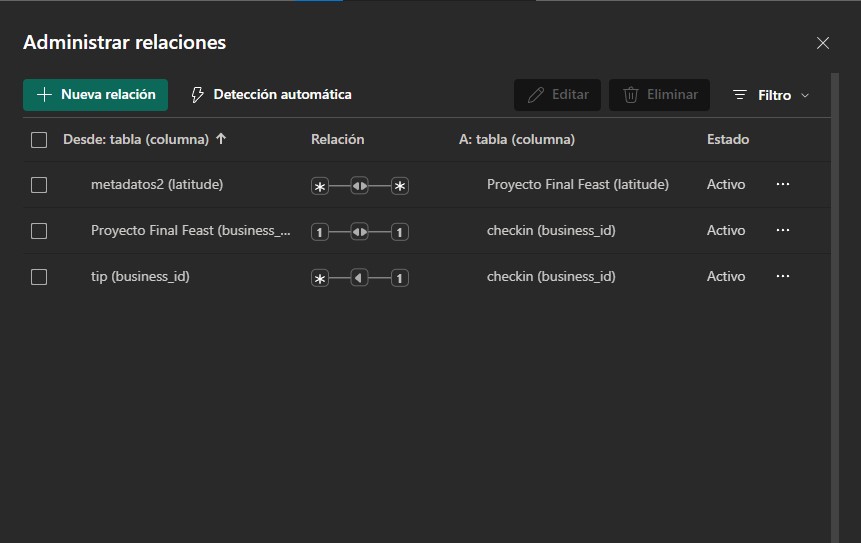 Administrar relaciones
Nueva relación Detección automática Editar Eliminar Filtro
Desde: tabla (columna) Relación A: tabla (columna) Estado
metadatos2 (latitude) * * Proyecto Final Feast (latitude) Activo ...
Proyecto Final Feast (business_... 1 1 checkin (business_id) Activo ...
tip (business_id) * 1 checkin (business_id) Activo ...